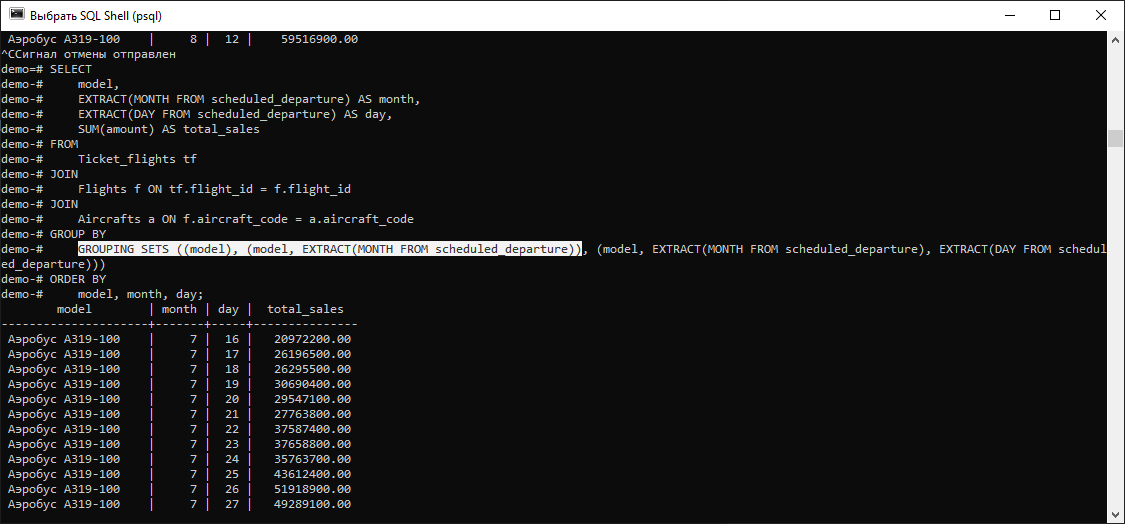 Выбрать SQL Shell (psql)
Аэробус A319-100 | 8 | 12 | 59516900.00
^CСигнал отмены отправлен
demo=# SELECT
demo-# model,
demo-# EXTRACT(MONTH FROM scheduled_departure) AS month,
demo-# EXTRACT(DAY FROM scheduled_departure) AS day,
demo-# SUM(amount) AS total_sales
demo-# FROM
demo-# Ticket_flights tf
demo-# JOIN
demo-# Flights f ON tf.flight_id = f.flight_id
demo-# JOIN
demo-# Aircrafts a ON f.aircraft_code = a.aircraft_code
demo-# GROUP BY
demo-# GROUPING SETS ((model), (model, EXTRACT(MONTH FROM scheduled_departure)), (model, EXTRACT(MONTH FROM scheduled_departure), EXTRACT(DAY FROM schedul
ed_departure)))
demo-# ORDER BY
demo-# model, month, day;
model | month | day | total_sales
---------------------+-------+-----+---------------
Аэробус A319-100 | 7 | 16 | 20972200.00
Аэробус A319-100 | 7 | 17 | 26196500.00
Аэробус A319-100 | 7 | 18 | 26295500.00
Аэробус A319-100 | 7 | 19 | 30690400.00
Аэробус A319-100 | 7 | 20 | 29547100.00
Аэробус A319-100 | 7 | 21 | 27763800.00
Аэробус A319-100 | 7 | 22 | 37587400.00
Аэробус A319-100 | 7 | 23 | 37658800.00
Аэробус A319-100 | 7 | 24 | 35763700.00
Аэробус A319-100 | 7 | 25 | 43612400.00
Аэробус A319-100 | 7 | 26 | 51918900.00
Аэробус A319-100 | 7 | 27 | 49289100.00